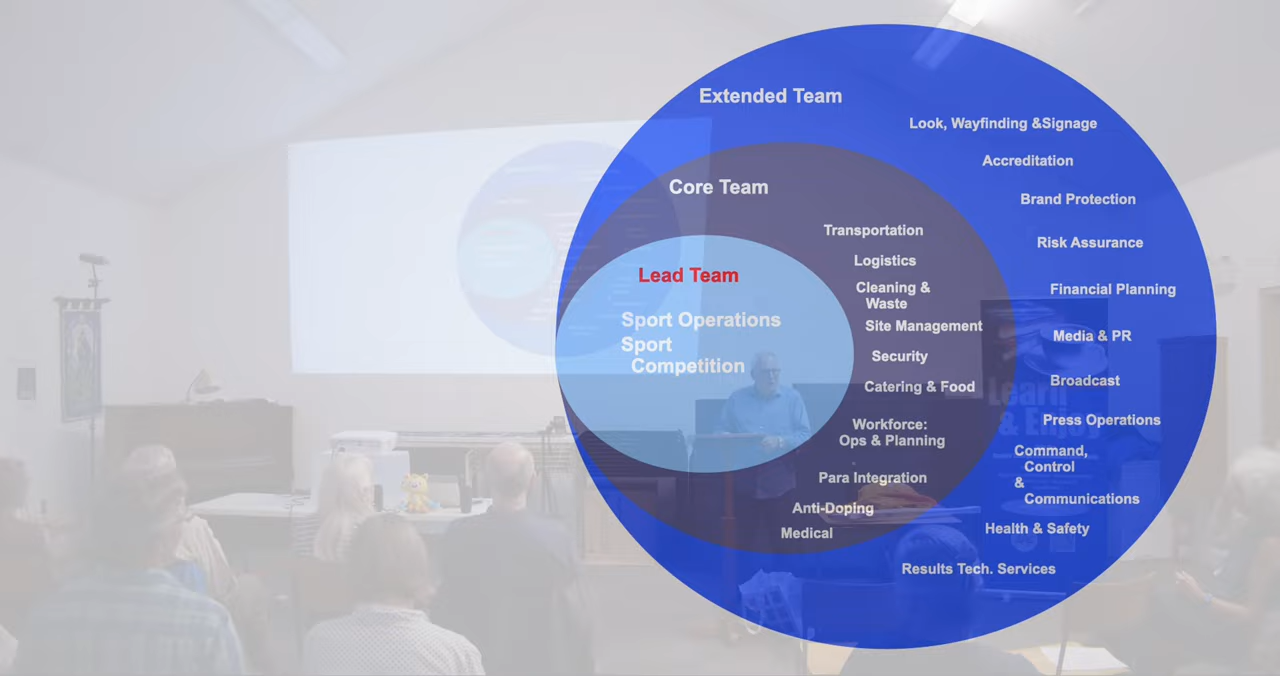 Extended Team
Look, Wayfinding &Signage
Accreditation
Brand Protection
Risk Assurance
Financial Planning
Media & PR
Broadcast
Press Operations
Command,
Control
&
Communications
Health & Safety
Results Tech. Services
Core Team
Transportation
Logistics
Cleaning &
Waste
Site Management
Security
Catering & Food
Workforce:
Ops & Planning
Para Integration
Anti-Doping
Medical
Lead Team
Sport Operations
Sport
Competition
Learn
& Enjoy